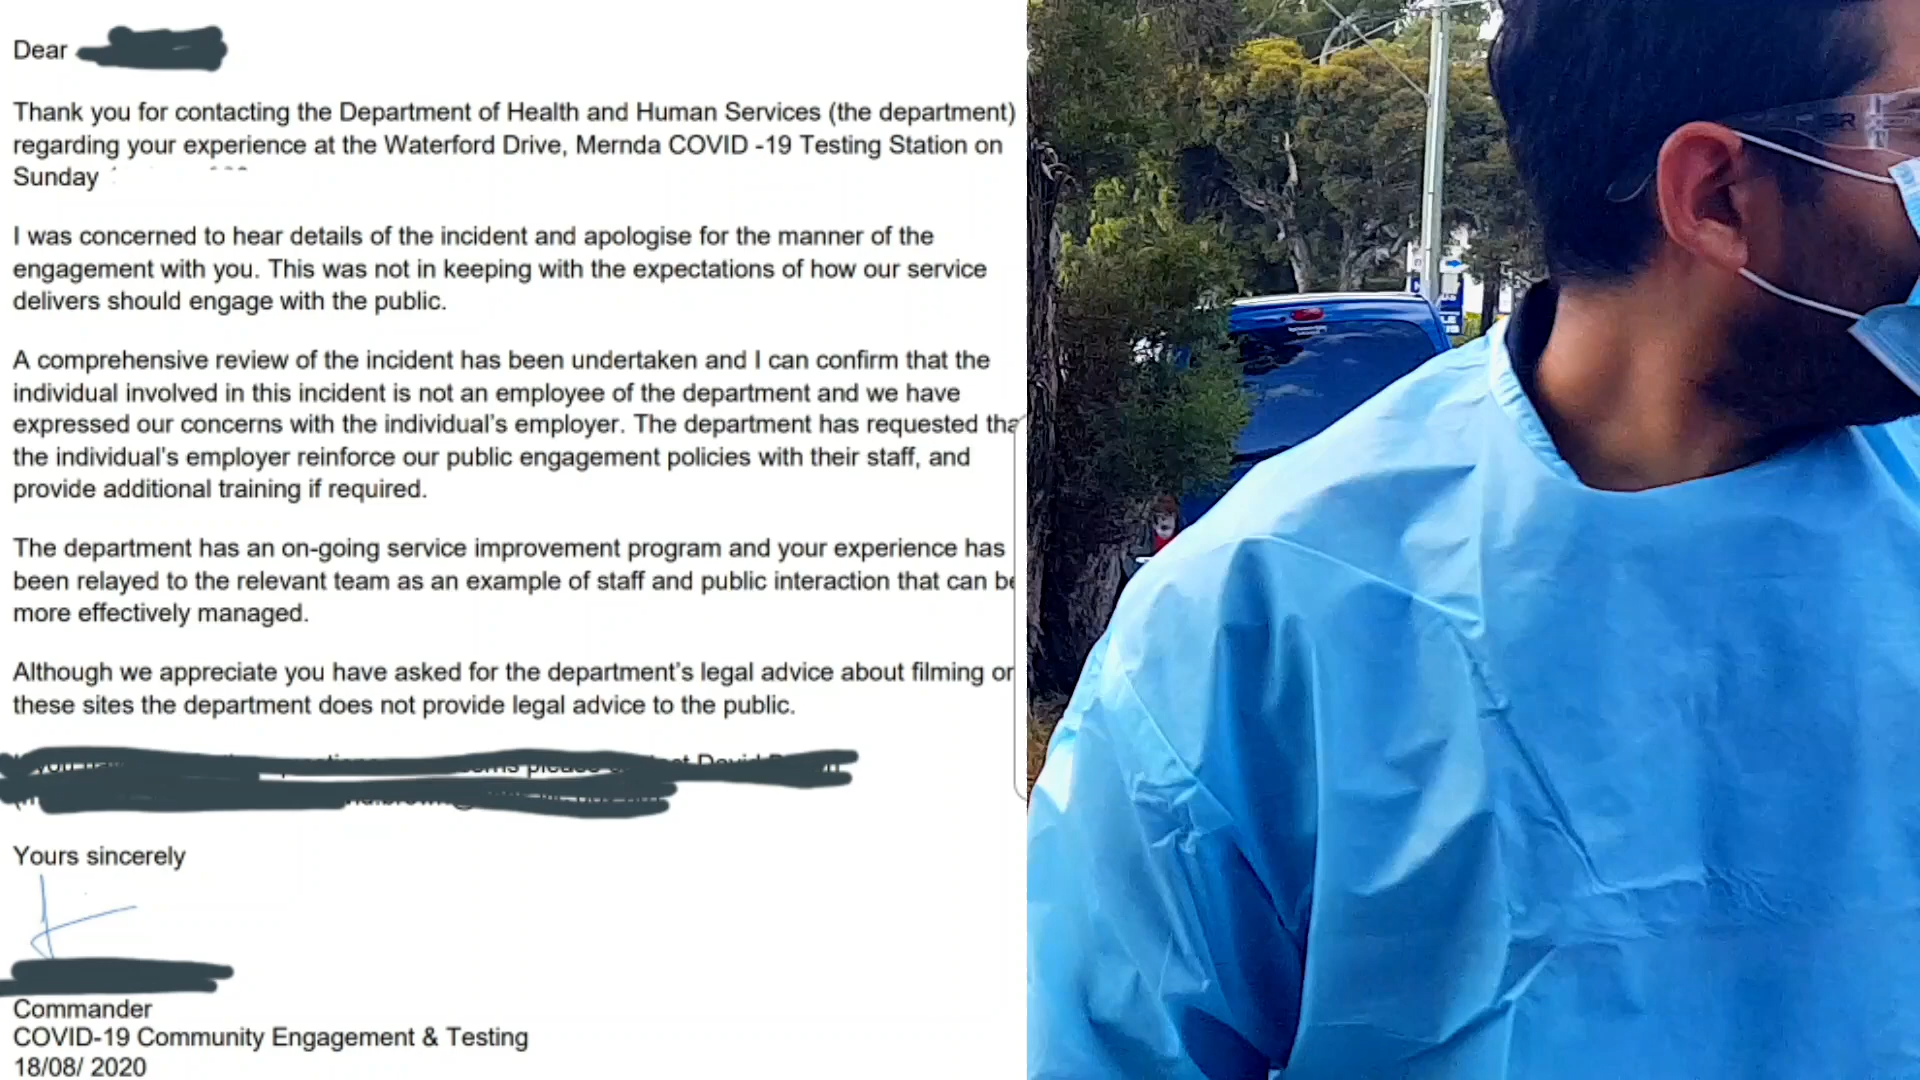 Dear
Thank you for contacting the Department of Health and Human Services (the department)
regarding your experience at the Waterford Drive, Mernda COVID -19 Testing Station on
Sunday
I was concerned to hear details of the incident and apologise for the manner of the
engagement with you. This was not in keeping with the expectations of how our service
delivers should engage with the public.
A comprehensive review of the incident has been undertaken and I can confirm that the
individual involved in this incident is not an employee of the department and we have
expressed our concerns with the individual's employer. The department has requested tha
the individual's employer reinforce our public engagement policies with their staff, and
provide additional training if required.
The department has an on-going service improvement program and your experience has
been relayed to the relevant team as an example of staff and public interaction that can be
more effectively managed.
Although we appreciate you have asked for the department's legal advice about filming or
these sites the department does not provide legal advice to the public.
Yours sincerely
Commander
COVID-19 Community Engagement & Testing
18/08/ 2020